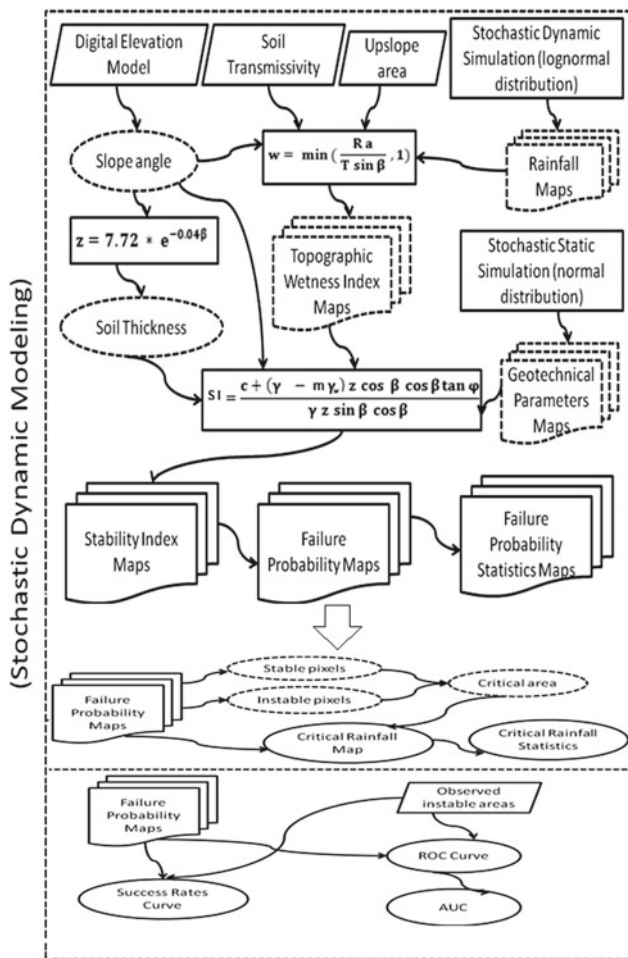 (Stochastic Dynamic Modeling)
Digital Elevation
Model
Soil
Transmissivity
Upslope
area
Stochastic Dynamic
Simulation (lognormal
distribution)
Slope angle
w = min (R a / T sin β , 1)
Rainfall
Maps
z = 7.72 * e^−0.04β
Topographic
Wetness Index
Maps
Stochastic Static
Simulation (normal
distribution)
Soil Thickness
SI = c + (γ − m γw) z cos β cos β tan φ / γ z sin β cos β
Geotechnical
Parameters
Maps
Stability Index
Maps
Failure
Probability Maps
Failure
Probability
Statistics Maps
Failure
Probability
Maps
Stable pixels
Instable pixels
Critical area
Critical Rainfall
Map
Critical Rainfall
Statistics
Failure
Probability
Maps
Observed
instable areas
Success Rates
Curve
ROC Curve
AUC